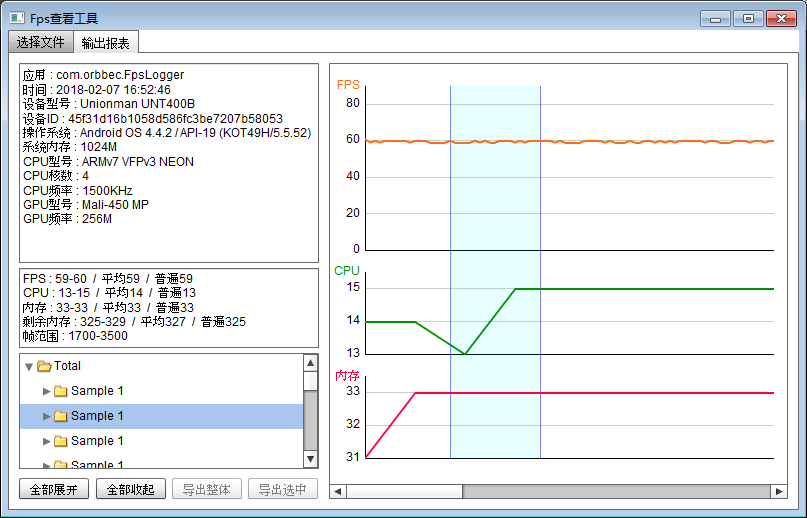 Fps查看工具
选择文件
输出报表
应用 : com.orbbec.FpsLogger
时间 : 2018-02-07 16:52:46
设备型号 : Unionman UNT400B
设备ID : 45f31d16b1058d586fc3be7207b58053
操作系统 : Android OS 4.4.2 / API-19 (KOT49H/5.5.52)
系统内存 : 1024M
CPU型号 : ARMv7 VFPv3 NEON
CPU核数 : 4
CPU频率 : 1500KHz
GPU型号 : Mali-450 MP
GPU频率 : 256M
FPS : 59-60 / 平均59 / 普遍59
CPU : 13-15 / 平均14 / 普遍13
内存 : 33-33 / 平均33 / 普遍33
剩余内存 : 325-329 / 平均327 / 普遍325
帧范围 : 1700-3500
Total
Sample 1
Sample 1
Sample 1
Sample 1
全部展开
全部收起
导出整体
导出选中
FPS
80
60
40
20
0
CPU
15
14
13
内存
33
32
31